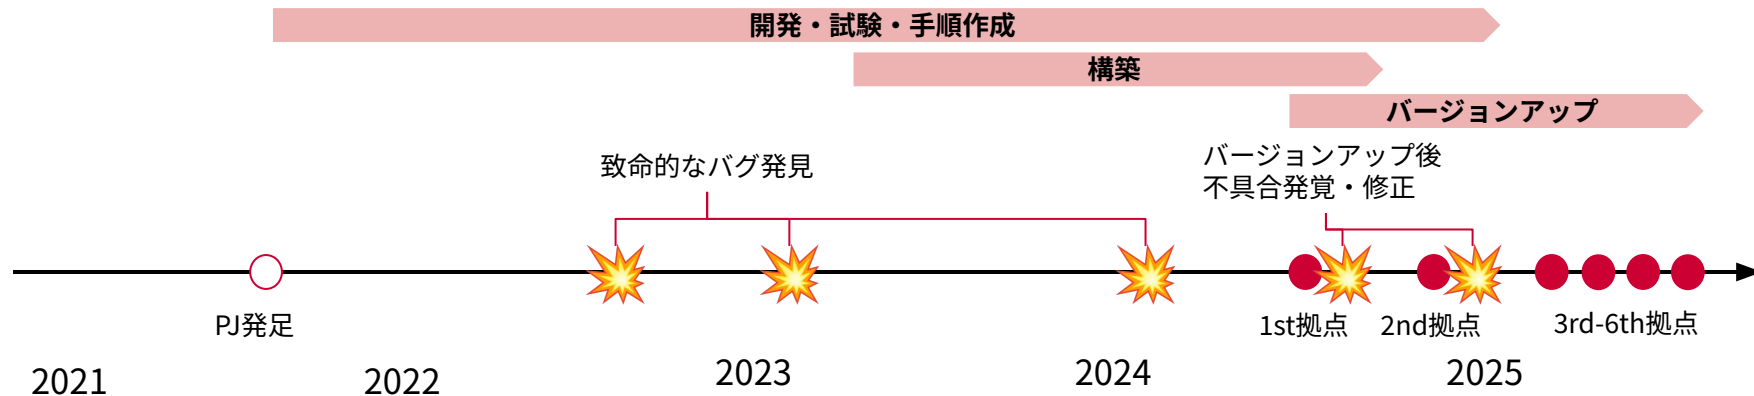 開発・試験・手順作成
構築
バージョンアップ
致命的なバグ発見
バージョンアップ後
不具合発覚・修正
PJ発足
1st拠点
2nd拠点
3rd-6th拠点
2021
2022
2023
2024
2025